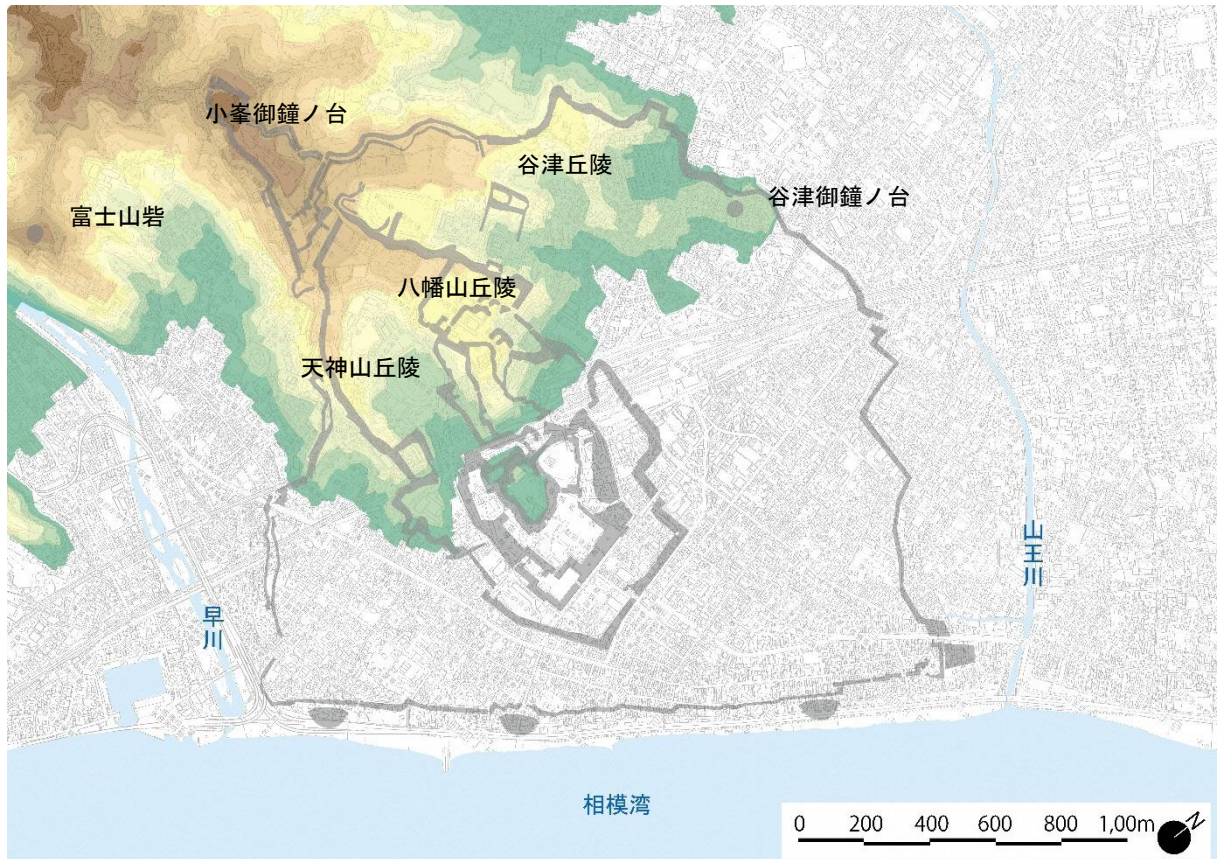 小峯御鐘ノ台
谷津丘陵
谷津御鐘ノ台
富士山砦
八幡山丘陵
天神山丘陵
山王川
早川
相模湾
0 200 400 600 800 1,00m
N